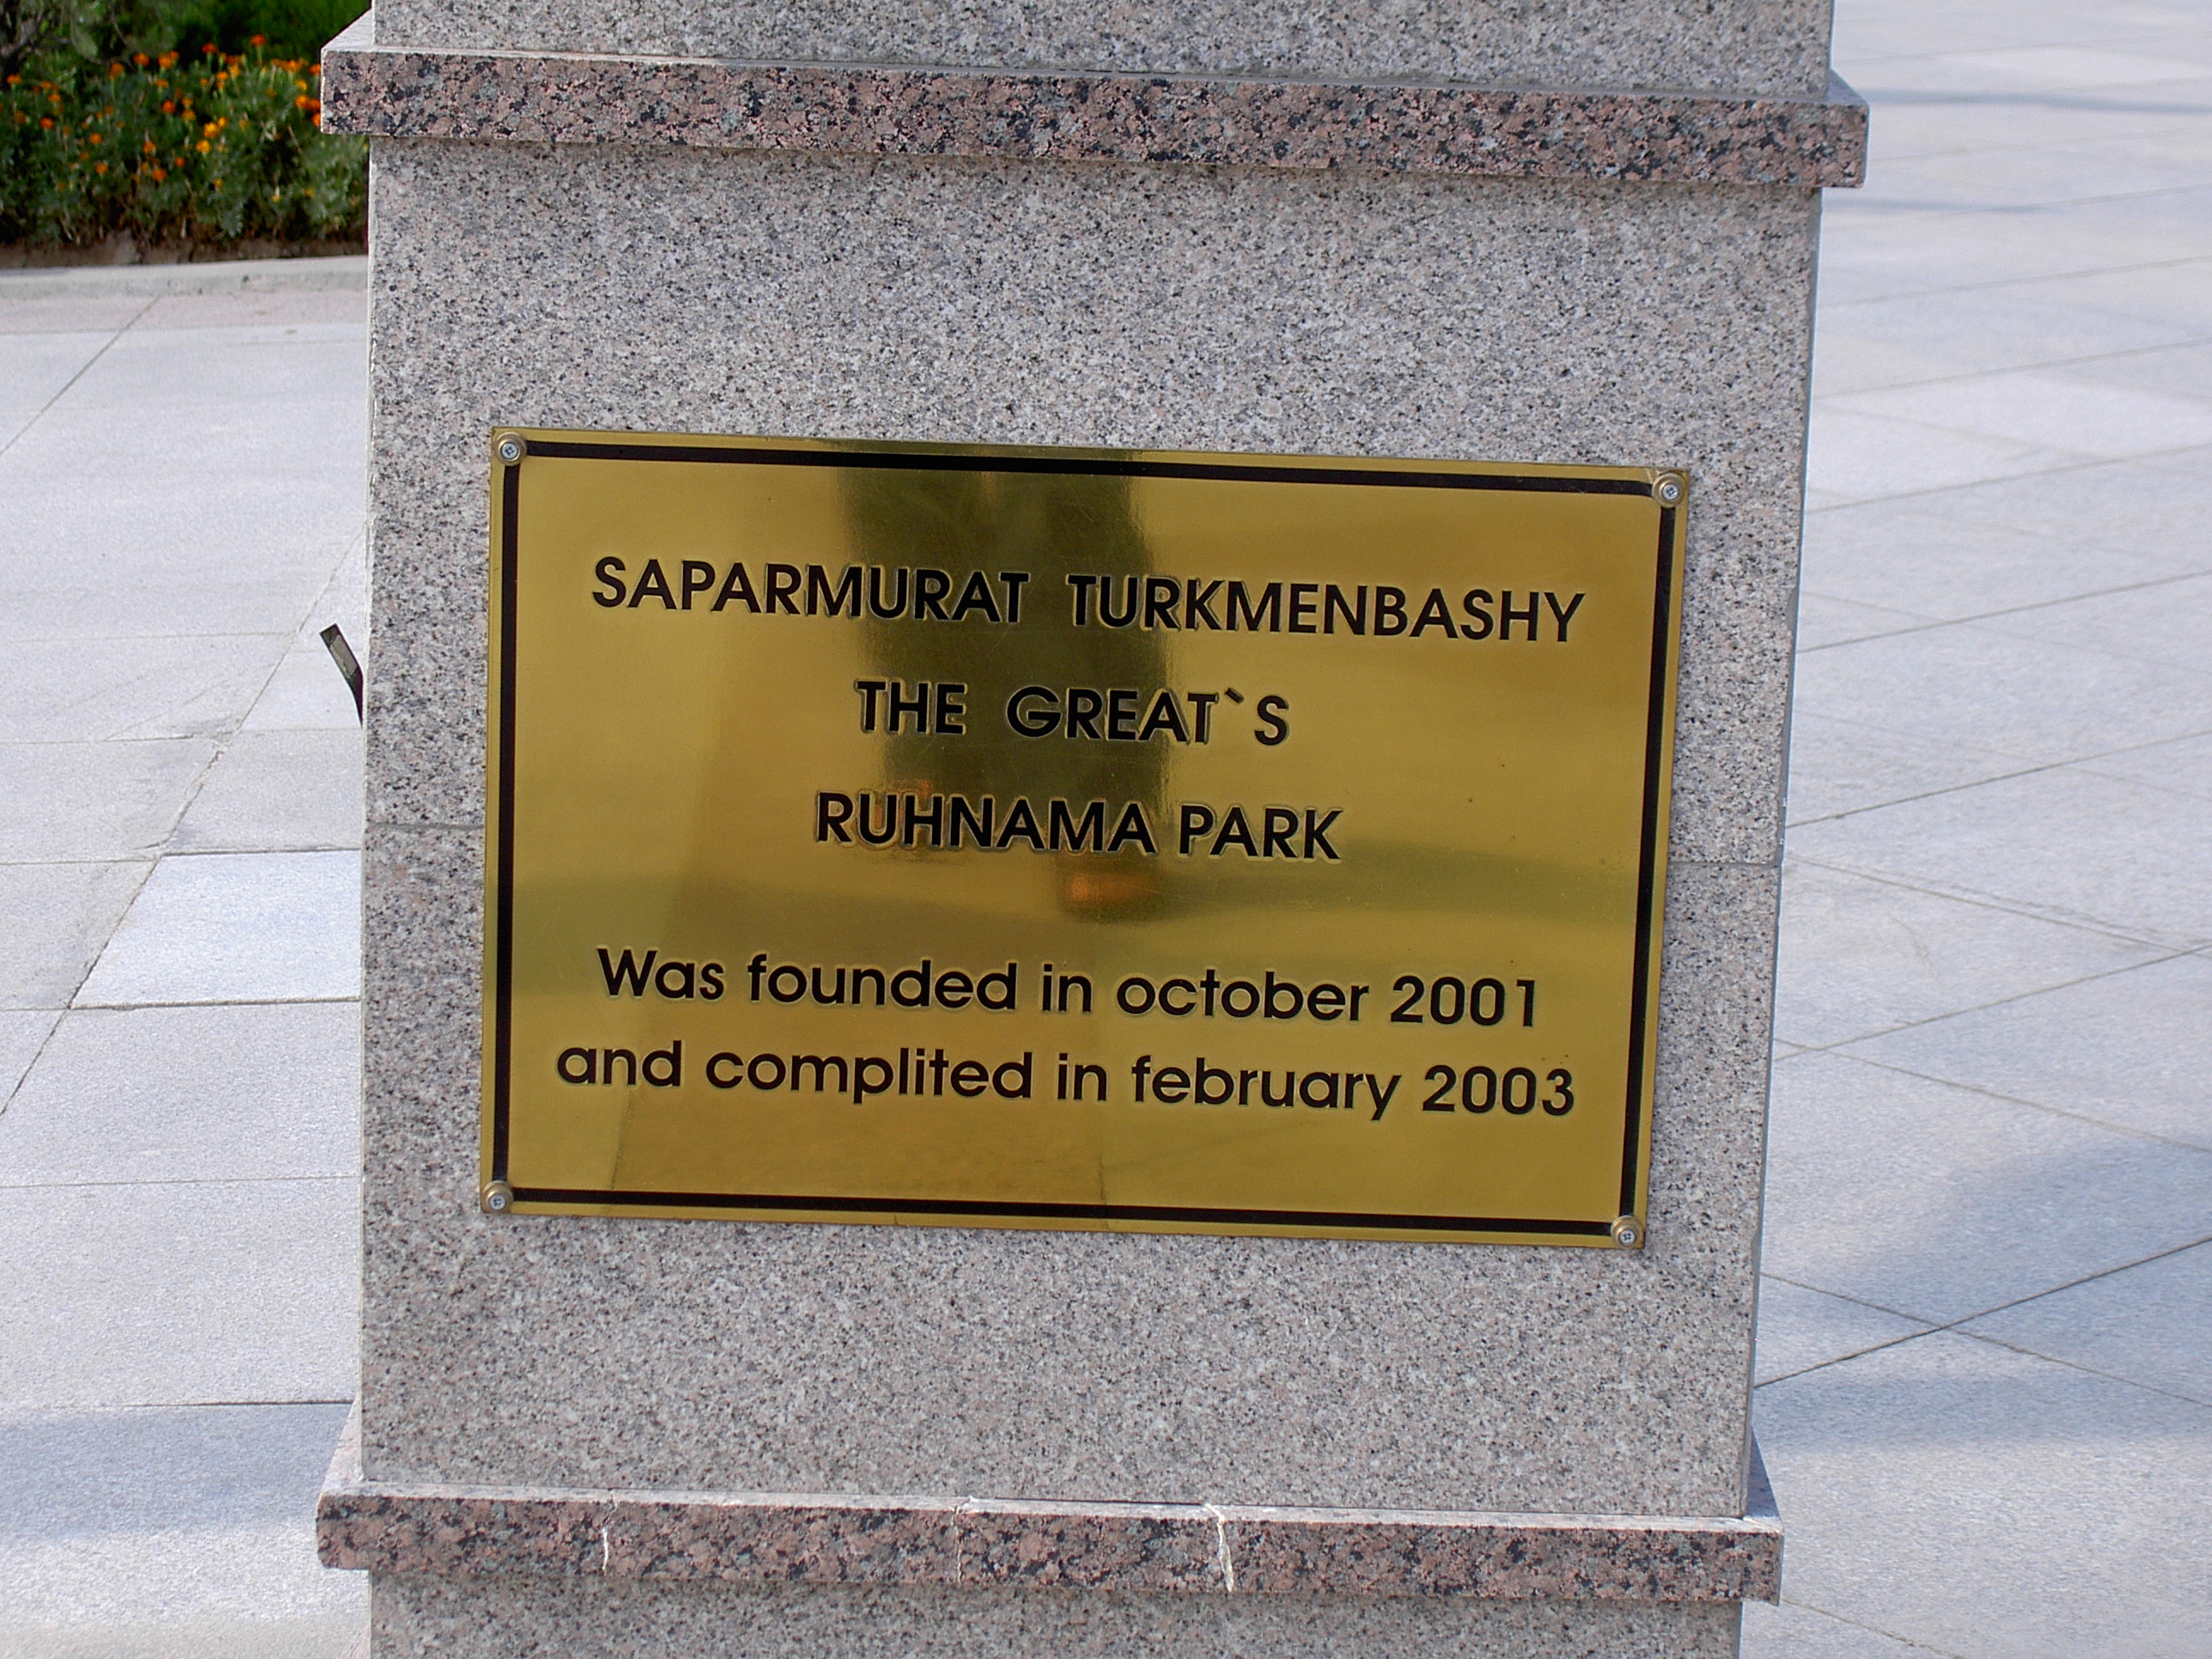 SAPARMURAT TURKMENBASHY
THE GREAT`S
RUHNAMA PARK
Was founded in october 2001
and complited in february 2003